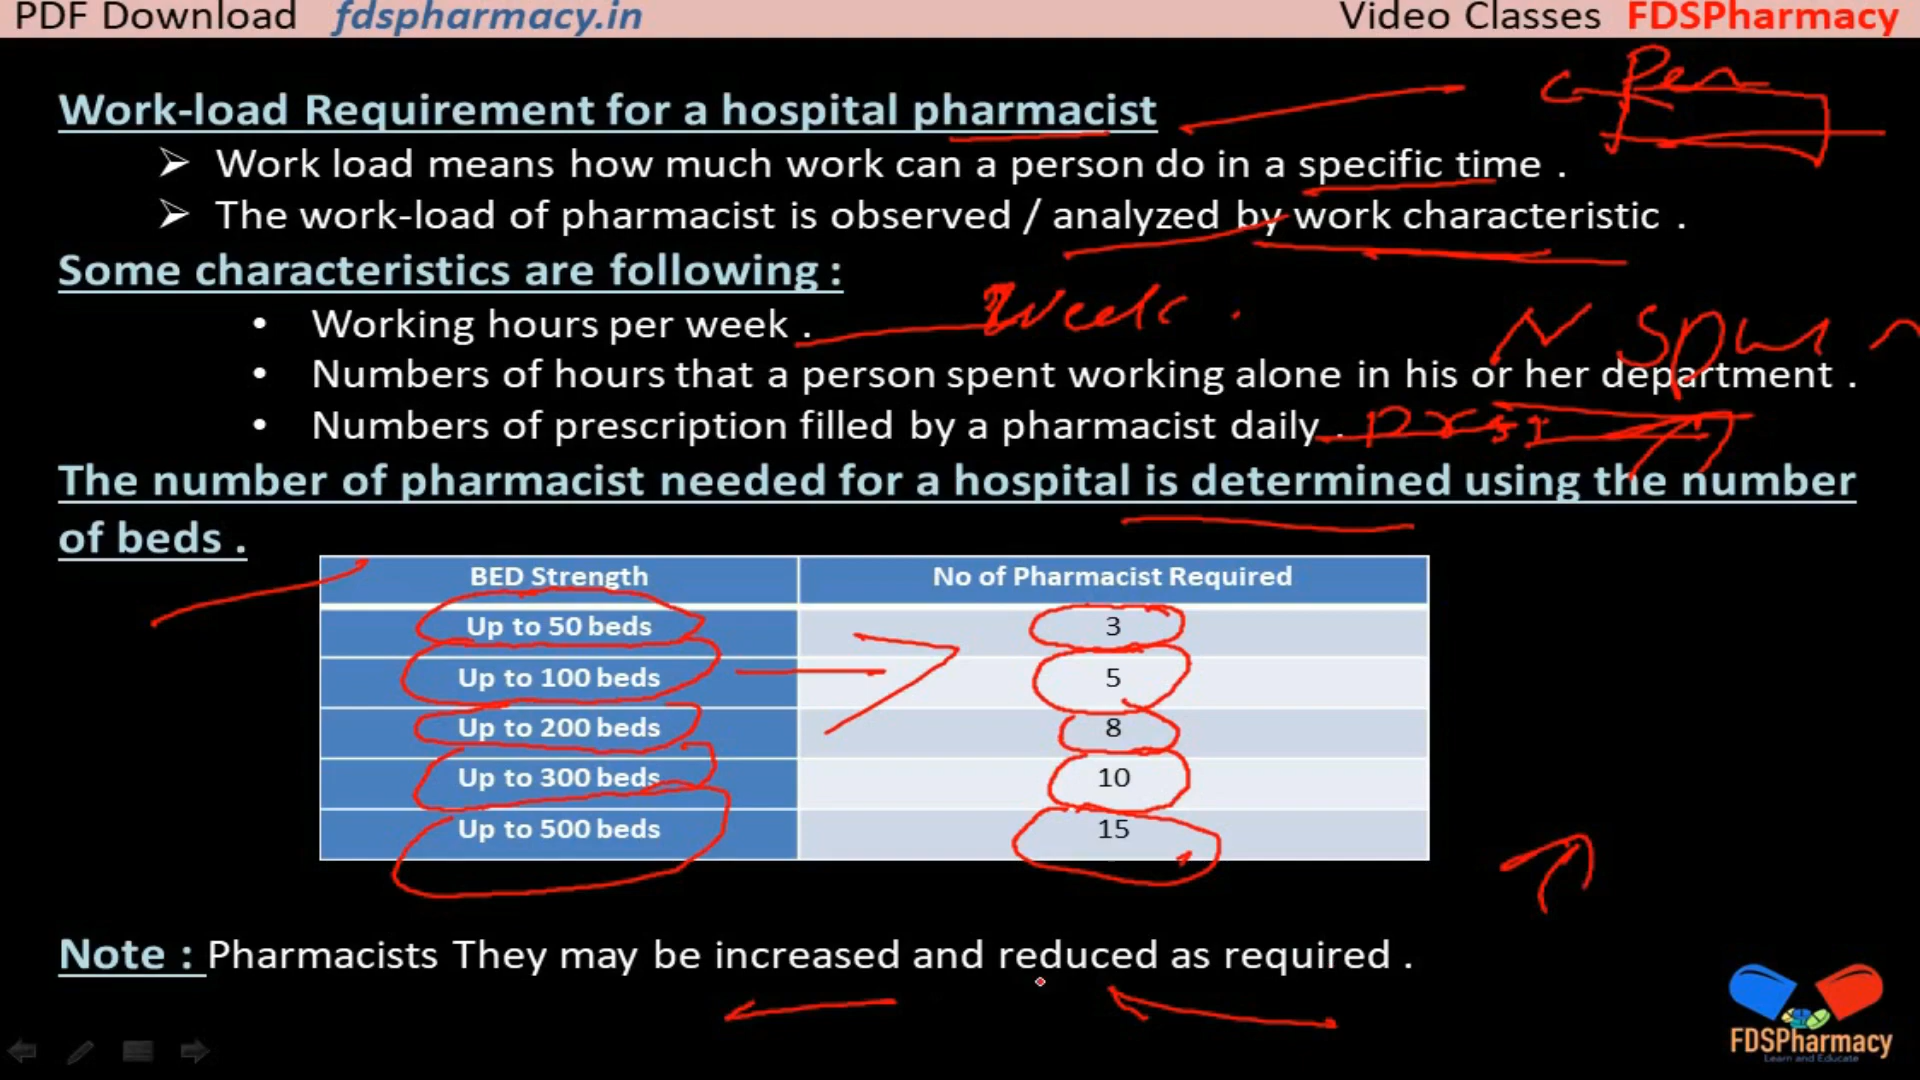 PDF Download fdspharmacy.in Video Classes FDSPharmacy
Work-load Requirement for a hospital pharmacist
➢ Work load means how much work can a person do in a specific time .
➢ The work-load of pharmacist is observed / analyzed by work characteristic .
Some characteristics are following :
• Working hours per week . Week .
• Numbers of hours that a person spent working alone in his or her department .
• Numbers of prescription filled by a pharmacist daily .
The number of pharmacist needed for a hospital is determined using the number
of beds .
BED Strength No of Pharmacist Required
Up to 50 beds 3
Up to 100 beds 5
Up to 200 beds 8
Up to 300 beds 10
Up to 500 beds 15
Note : Pharmacists They may be increased and reduced as required .
FDSPharmacy
Learn and Educate